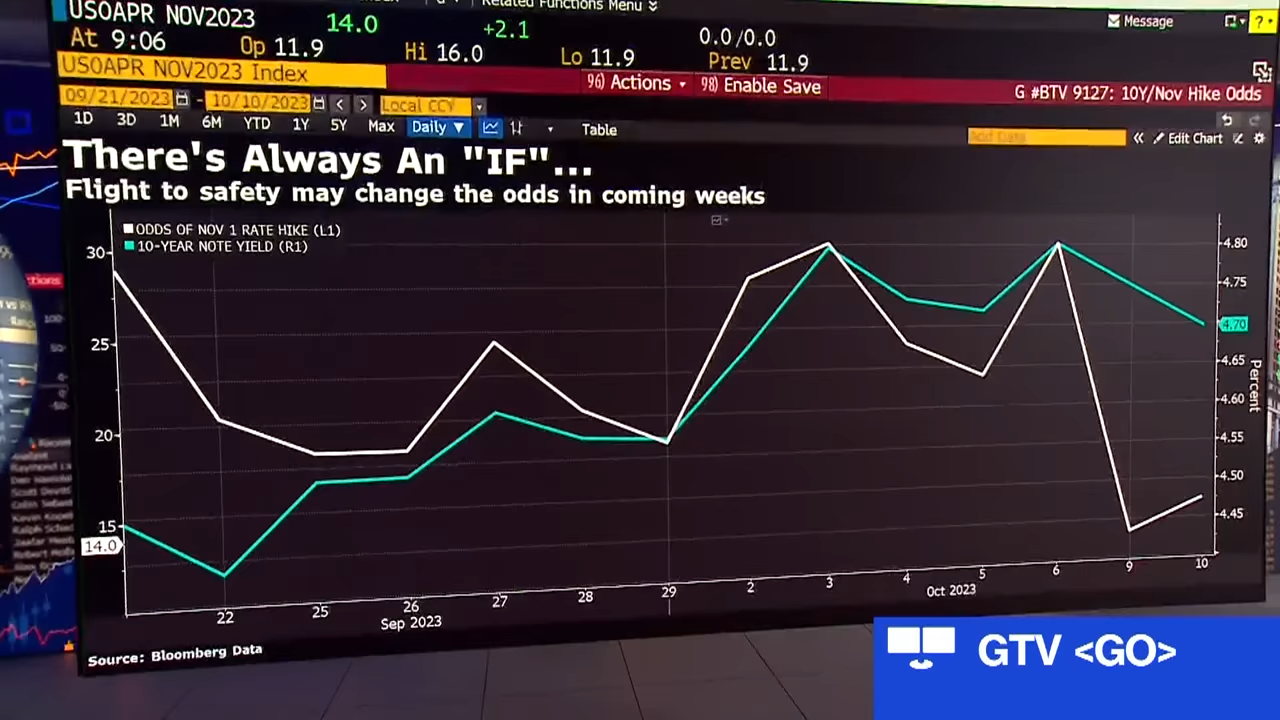 Related Functions Menu
USOAPR NOV2023 14.0 +2.1 0.0/0.0 Message ?
At 9:06 Op 11.9 Hi 16.0 Lo 11.9 Prev 11.9
USOAPR NOV2023 Index 96) Actions 98) Enable Save G #BTV 9127: 10Y/Nov Hike Odds
09/21/2023 - 10/10/2023 < > Local CCY
1D 3D 1M 6M YTD 1Y 5Y Max Daily ▼ Table Add Data « Edit Chart
There's Always An "IF"...
Flight to safety may change the odds in coming weeks
ODDS OF NOV 1 RATE HIKE (L1)
10-YEAR NOTE YIELD (R1)
30
25
20
15
14.0
4.80
4.75
4.70
4.65
4.60
4.55
4.50
4.45
Percent
22 25 26 27 28 29 2 3 4 5 6 9 10
Sep 2023 Oct 2023
Source: Bloomberg Data
GTV <GO>